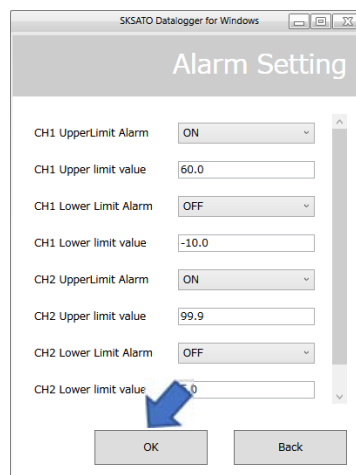 SKSATO Datalogger for Windows
Alarm Setting
CH1 UpperLimit Alarm ON
CH1 Upper limit value 60.0
CH1 Lower Limit Alarm OFF
CH1 Lower limit value -10.0
CH2 UpperLimit Alarm ON
CH2 Upper limit value 99.9
CH2 Lower Limit Alarm OFF
CH2 Lower limit value
OK Back